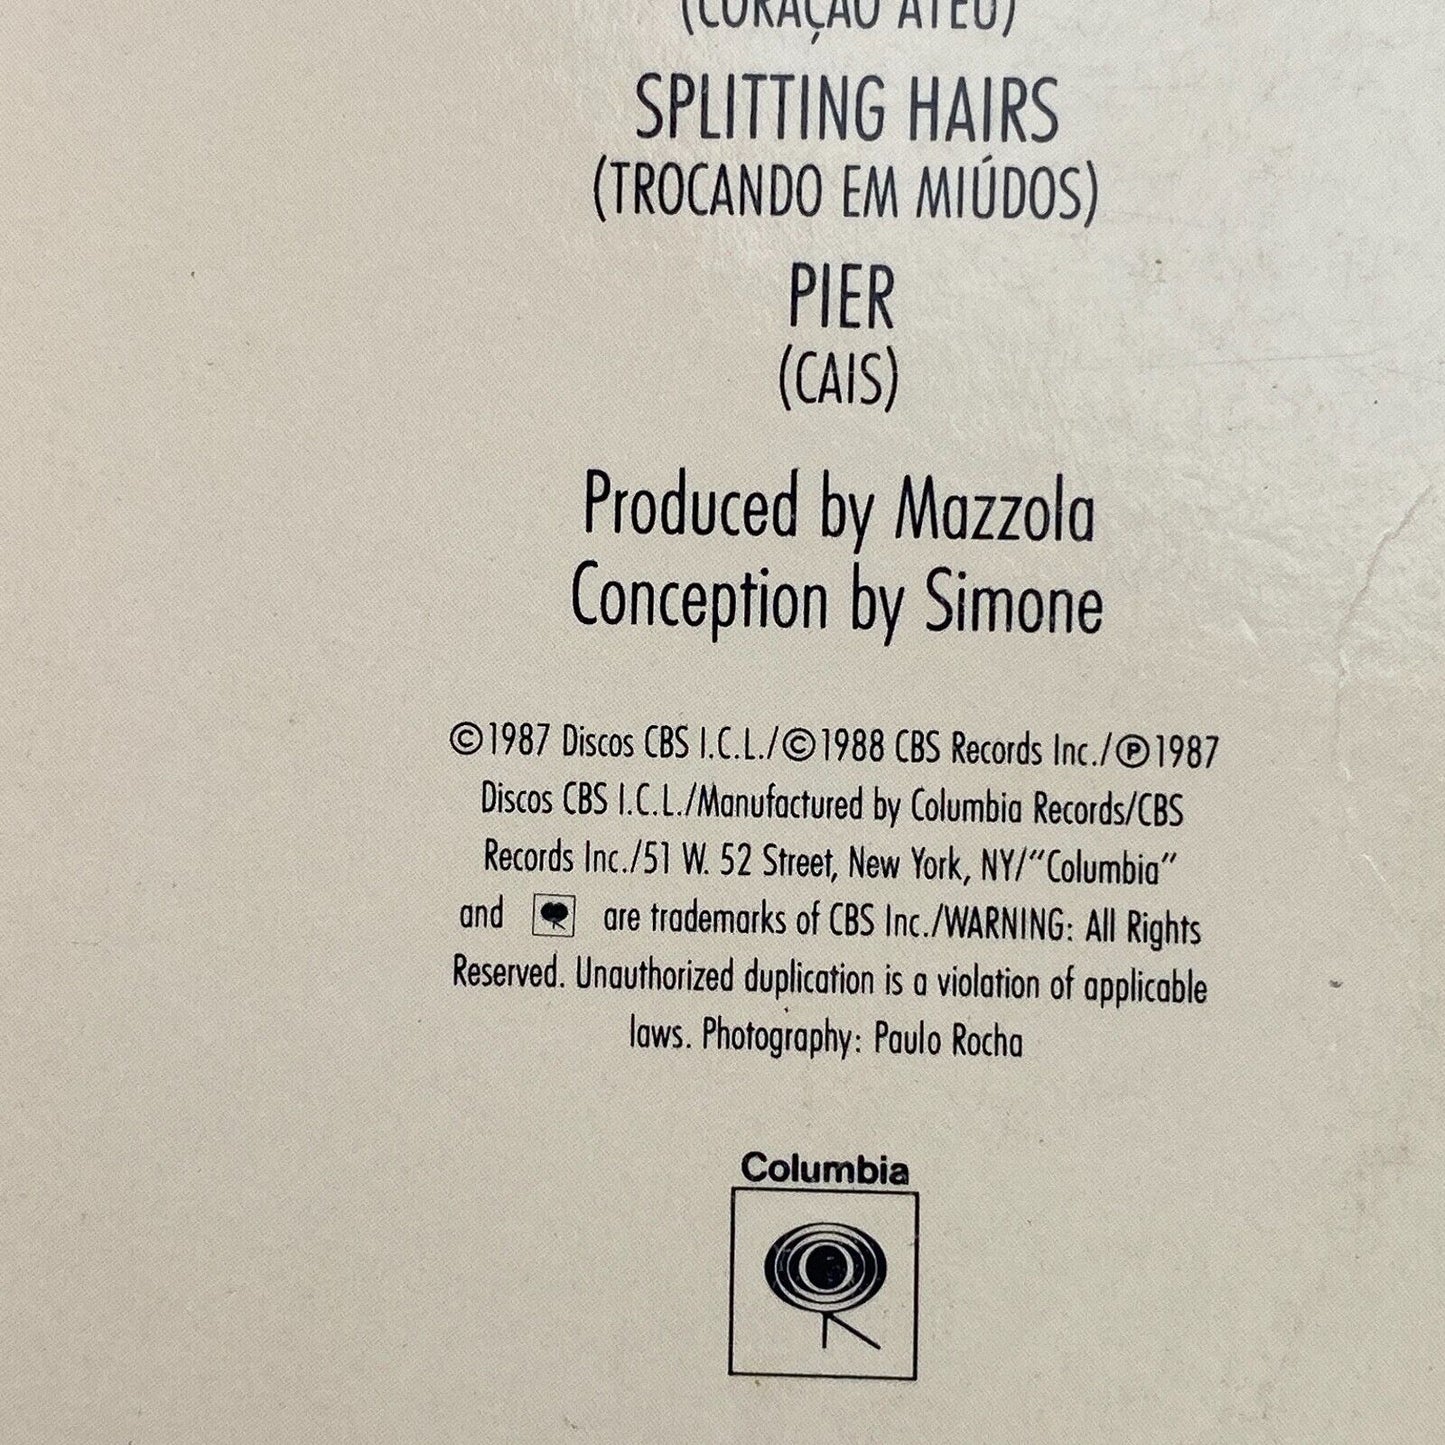 (CORAÇÃO ATEU)
SPLITTING HAIRS
(TROCANDO EM MIÚDOS)
PIER
(CAIS)
Produced by Mazzola
Conception by Simone
©1987 Discos CBS I.C.L./©1988 CBS Records Inc./℗1987
Discos CBS I.C.L./Manufactured by Columbia Records/CBS
Records Inc./51 W. 52 Street, New York, NY/"Columbia"
and are trademarks of CBS Inc./WARNING: All Rights
Reserved. Unauthorized duplication is a violation of applicable
laws. Photography: Paulo Rocha
Columbia